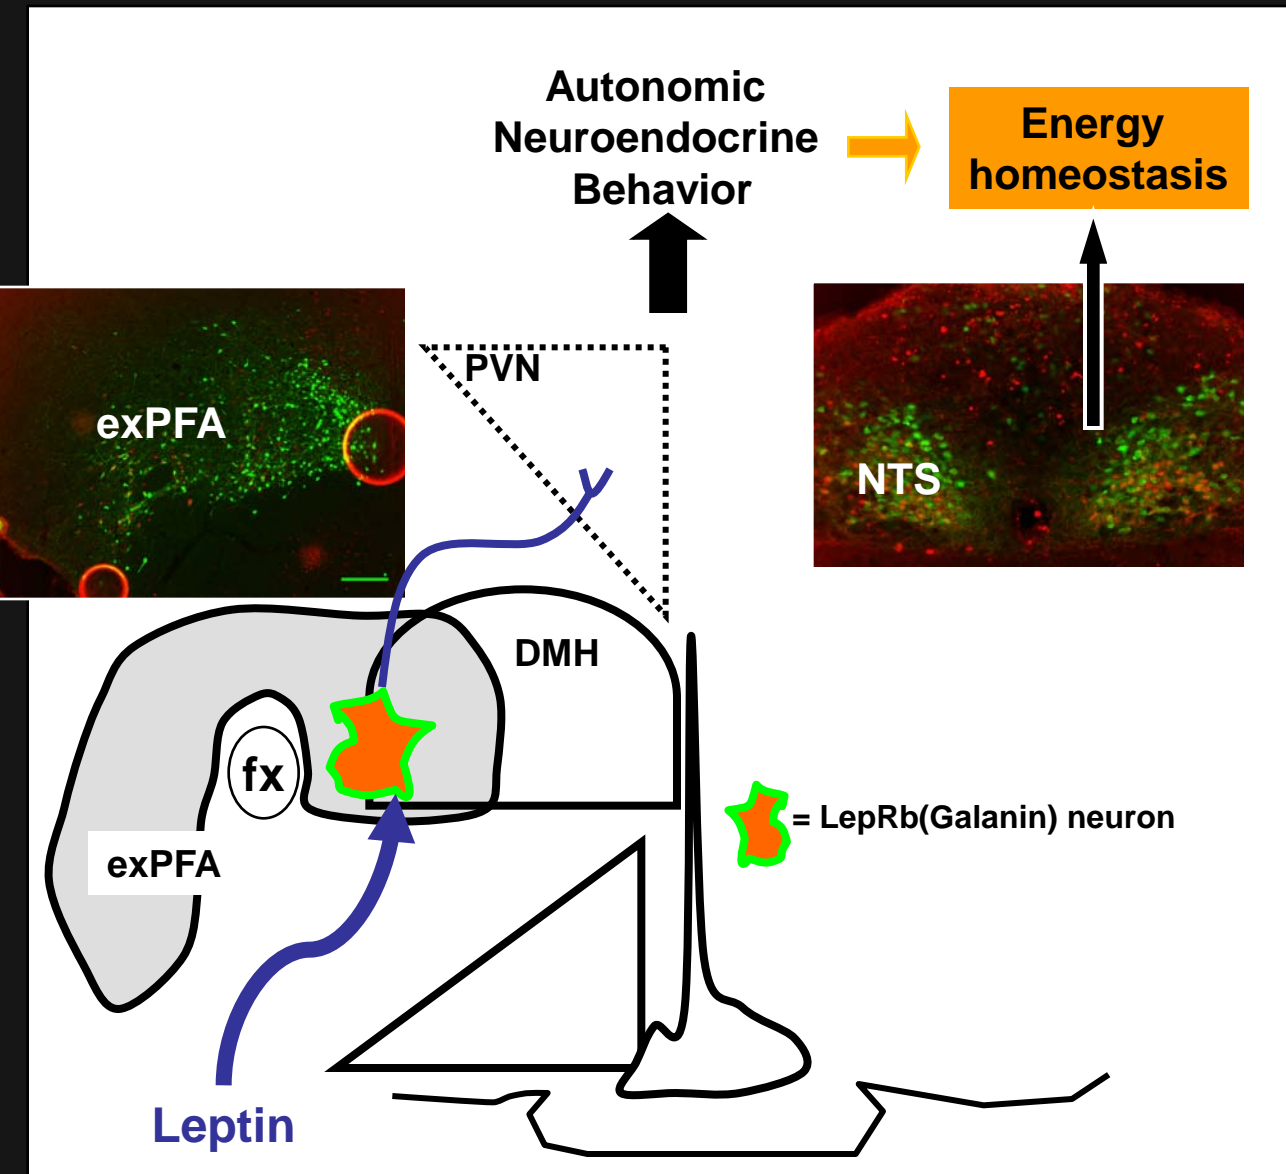 Autonomic
Neuroendocrine
Behavior
Energy
homeostasis
exPFA
PVN
NTS
DMH
fx
= LepRb(Galanin) neuron
exPFA
Leptin